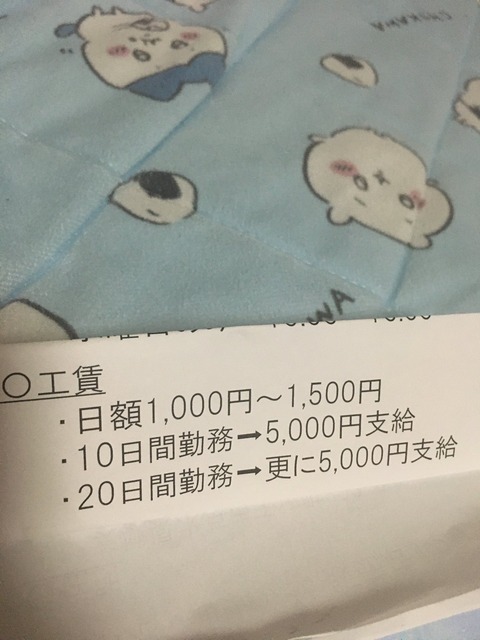 CHIIKAWA
WA
○工賃
・日額1,000円～1,500円
・10日間勤務➡5,000円支給
・20日間勤務➡更に5,000円支給